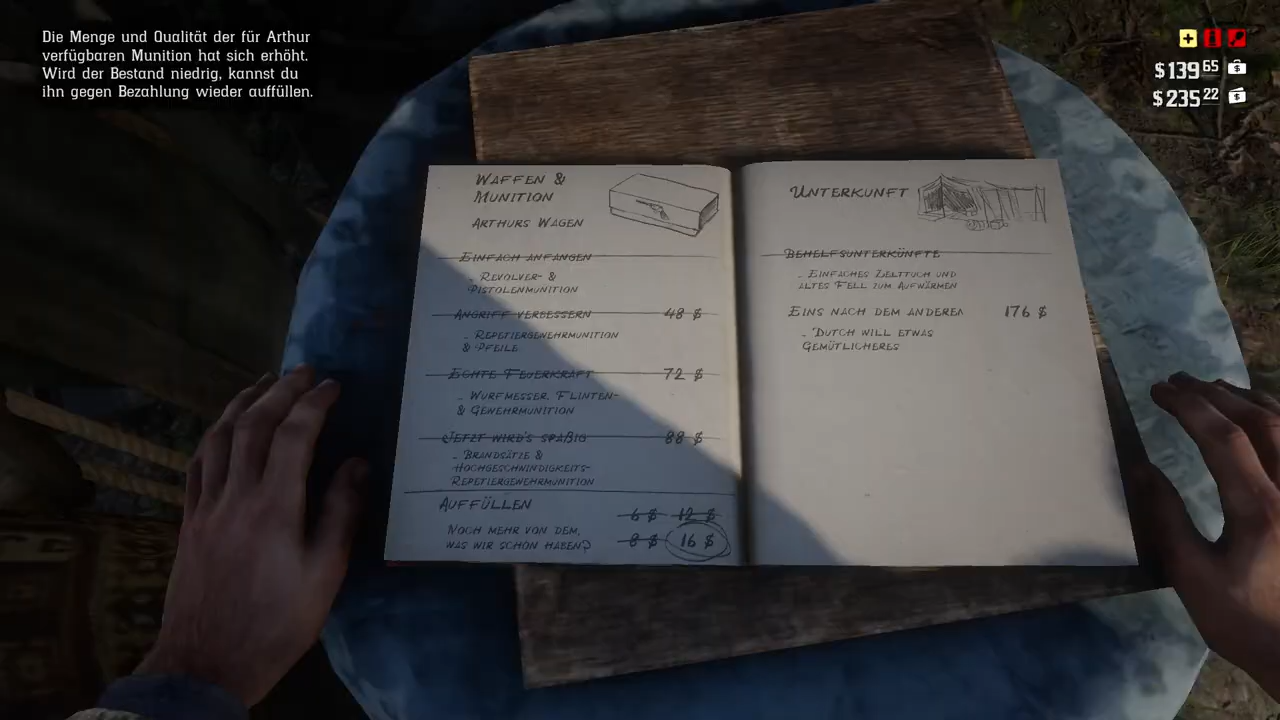 Die Menge und Qualität der für Arthur
verfügbaren Munition hat sich erhöht.
Wird der Bestand niedrig, kannst du
ihn gegen Bezahlung wieder auffüllen.
$139 65
$235 22
Waffen &
Munition
Arthurs Wagen
Einfach anfangen
- Revolver- &
Pistolenmunition
Angriff verbessern 48 $
- Repetiergewehrmunition
& Pfeile
Echte Feuerkraft 72 $
- Wurfmesser, Flinten-
& Gewehrmunition
Jetzt wird's spaßig 88 $
- Brandsätze &
Hochgeschwindigkeits-
Repetiergewehrmunition
Auffüllen
6 $ 12 $
Noch mehr von dem,
was wir schon haben?
8 $ 16 $
Unterkunft
Behelfsunterkünfte
- Einfaches Zelttuch und
altes Fell zum Aufwärmen
Eins nach dem anderen 176 $
- Dutch will etwas
Gemütlicheres